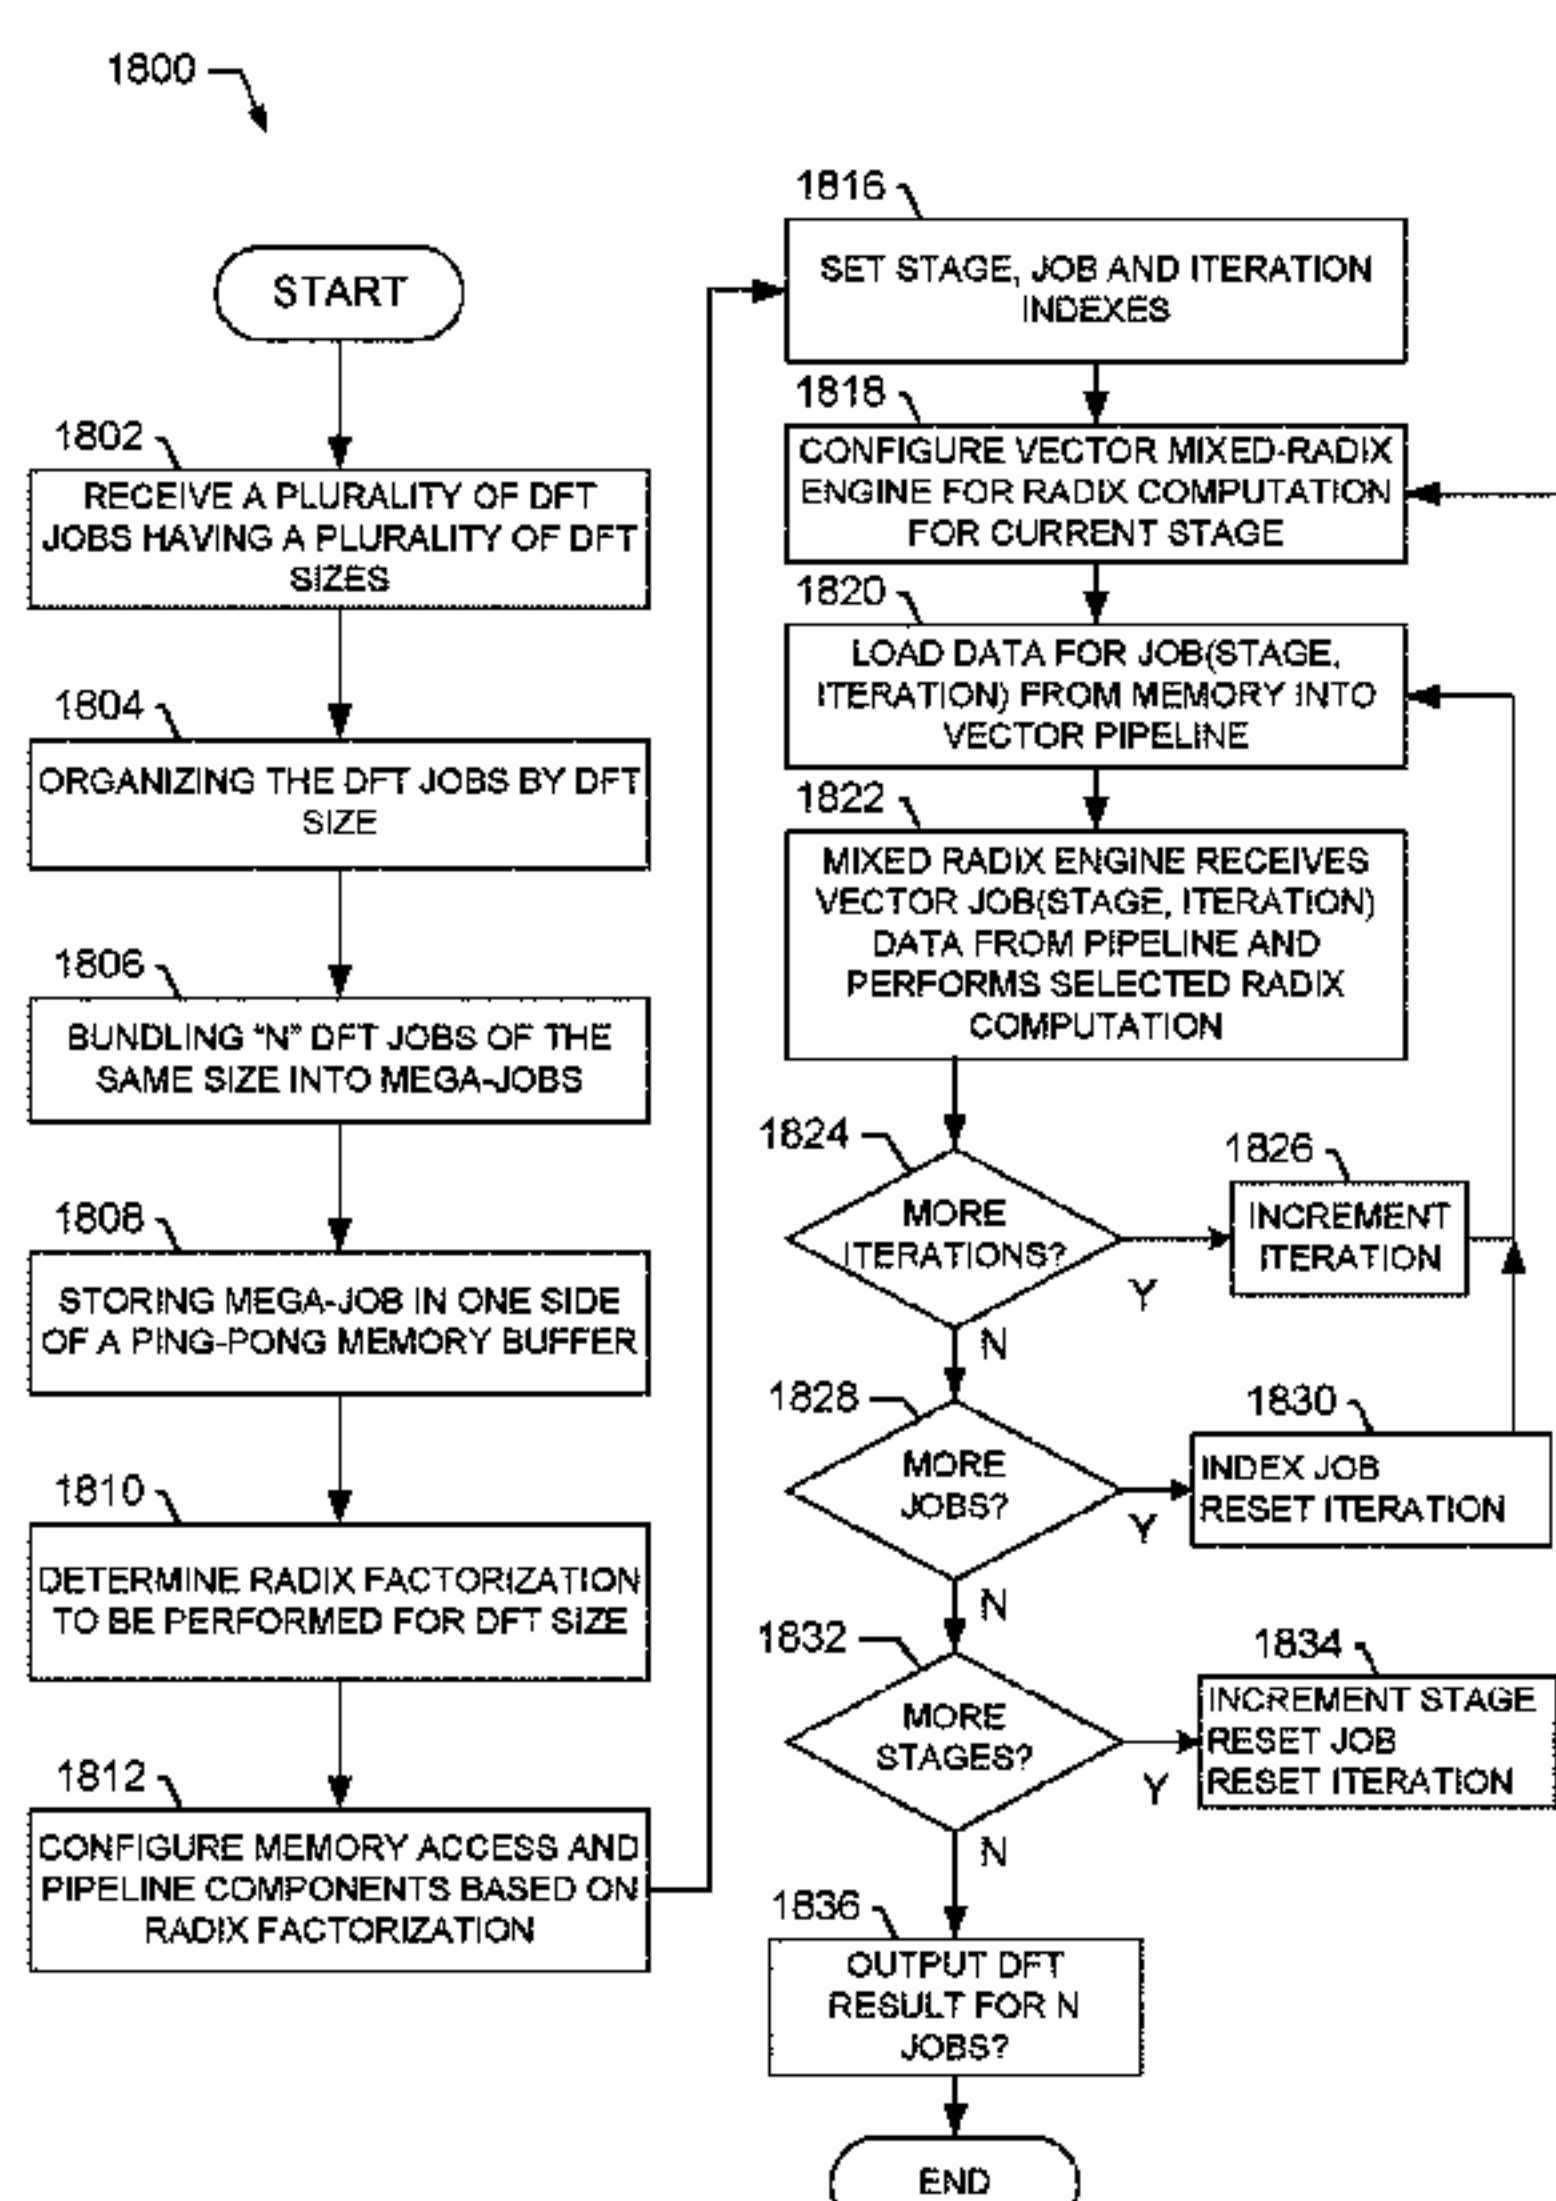 1800
START
1802
RECEIVE A PLURALITY OF DFT
JOBS HAVING A PLURALITY OF DFT
SIZES
1804
ORGANIZING THE DFT JOBS BY DFT
SIZE
1806
BUNDLING "N" DFT JOBS OF THE
SAME SIZE INTO MEGA-JOBS
1808
STORING MEGA-JOB IN ONE SIDE
OF A PING-PONG MEMORY BUFFER
1810
DETERMINE RADIX FACTORIZATION
TO BE PERFORMED FOR DFT SIZE
1812
CONFIGURE MEMORY ACCESS AND
PIPELINE COMPONENTS BASED ON
RADIX FACTORIZATION
1816
SET STAGE, JOB AND ITERATION
INDEXES
1818
CONFIGURE VECTOR MIXED-RADIX
ENGINE FOR RADIX COMPUTATION
FOR CURRENT STAGE
1820
LOAD DATA FOR JOB(STAGE,
ITERATION) FROM MEMORY INTO
VECTOR PIPELINE
1822
MIXED RADIX ENGINE RECEIVES
VECTOR JOB(STAGE, ITERATION)
DATA FROM PIPELINE AND
PERFORMS SELECTED RADIX
COMPUTATION
1824
MORE
ITERATIONS?
Y
N
1826
INCREMENT
ITERATION
1828
MORE
JOBS?
Y
N
1830
INDEX JOB
RESET ITERATION
1832
MORE
STAGES?
Y
N
1834
INCREMENT STAGE
RESET JOB
RESET ITERATION
1836
OUTPUT DFT
RESULT FOR N
JOBS?
END